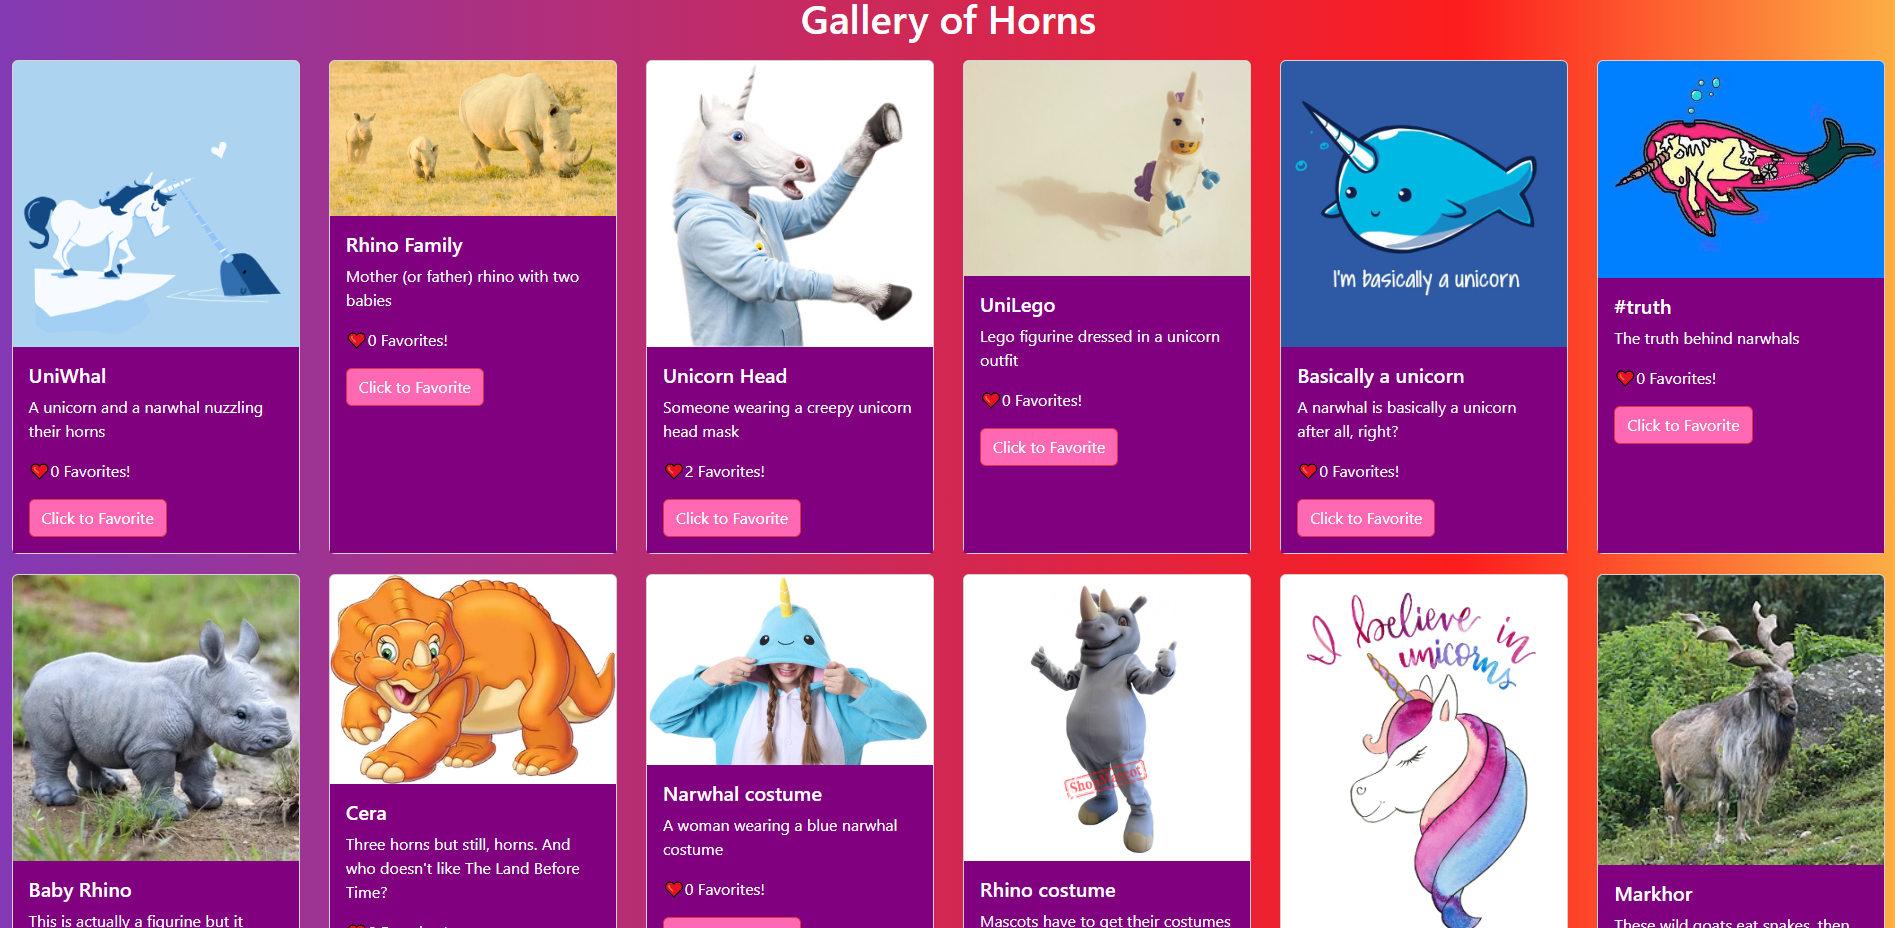 Gallery of Horns
I'm basically a unicorn
UniWhal
A unicorn and a narwhal nuzzling
their horns
0 Favorites!
Click to Favorite
Rhino Family
Mother (or father) rhino with two
babies
0 Favorites!
Click to Favorite
Unicorn Head
Someone wearing a creepy unicorn
head mask
2 Favorites!
Click to Favorite
UniLego
Lego figurine dressed in a unicorn
outfit
0 Favorites!
Click to Favorite
Basically a unicorn
A narwhal is basically a unicorn
after all, right?
0 Favorites!
Click to Favorite
#truth
The truth behind narwhals
0 Favorites!
Click to Favorite
Baby Rhino
This is actually a figurine but it
Cera
Three horns but still, horns. And
who doesn't like The Land Before
Time?
Narwhal costume
A woman wearing a blue narwhal
costume
0 Favorites!
Rhino costume
Mascots have to get their costumes
I believe in
unicorns
Markhor
These wild goats eat snakes, then